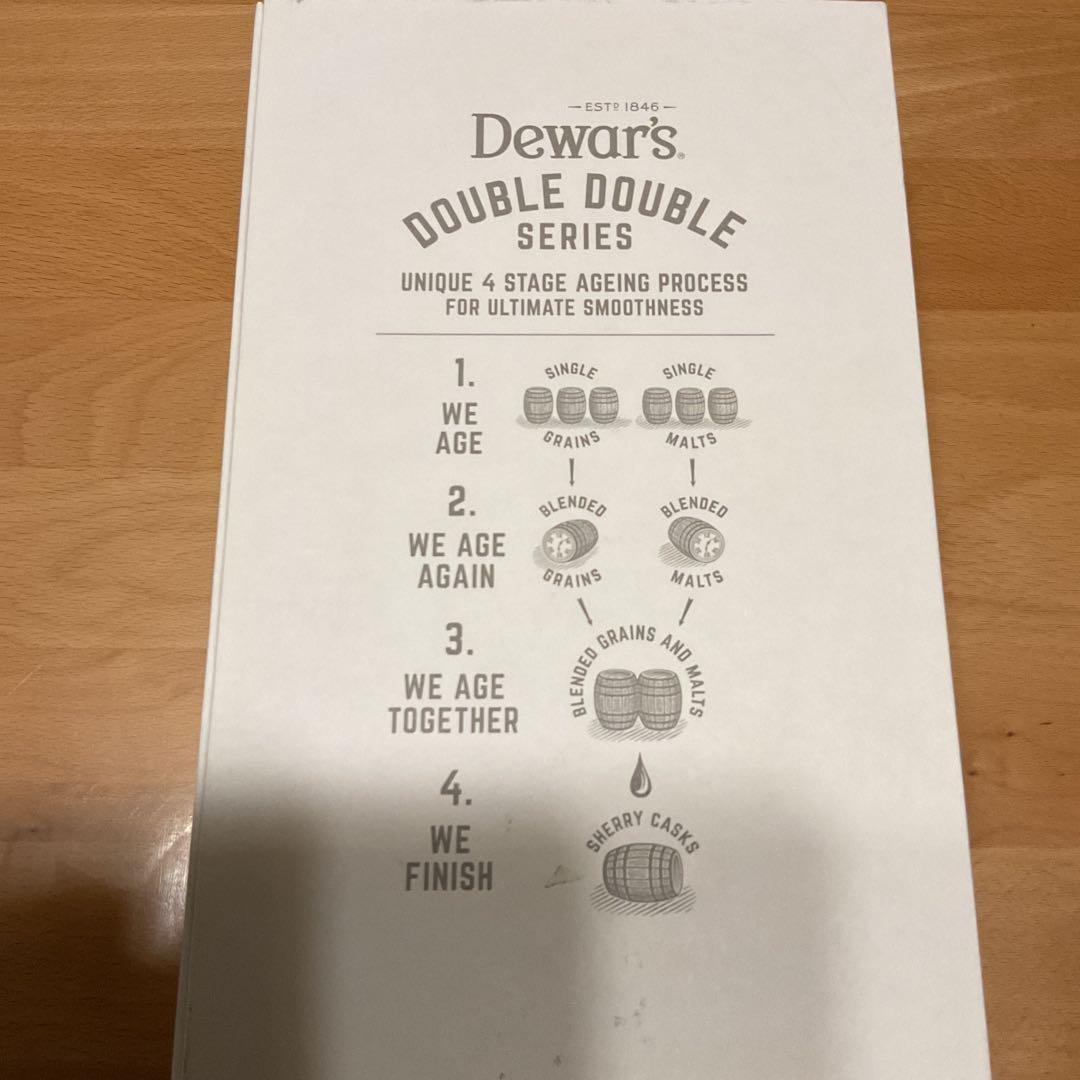 ESTD 1846
Dewar's®
DOUBLE DOUBLE
SERIES
UNIQUE 4 STAGE AGEING PROCESS
FOR ULTIMATE SMOOTHNESS
1.
WE
AGE
SINGLE
GRAINS
SINGLE
MALTS
2.
WE AGE
AGAIN
BLENDED
GRAINS
BLENDED
MALTS
3.
WE AGE
TOGETHER
BLENDED GRAINS AND MALTS
4.
WE
FINISH
SHERRY CASKS